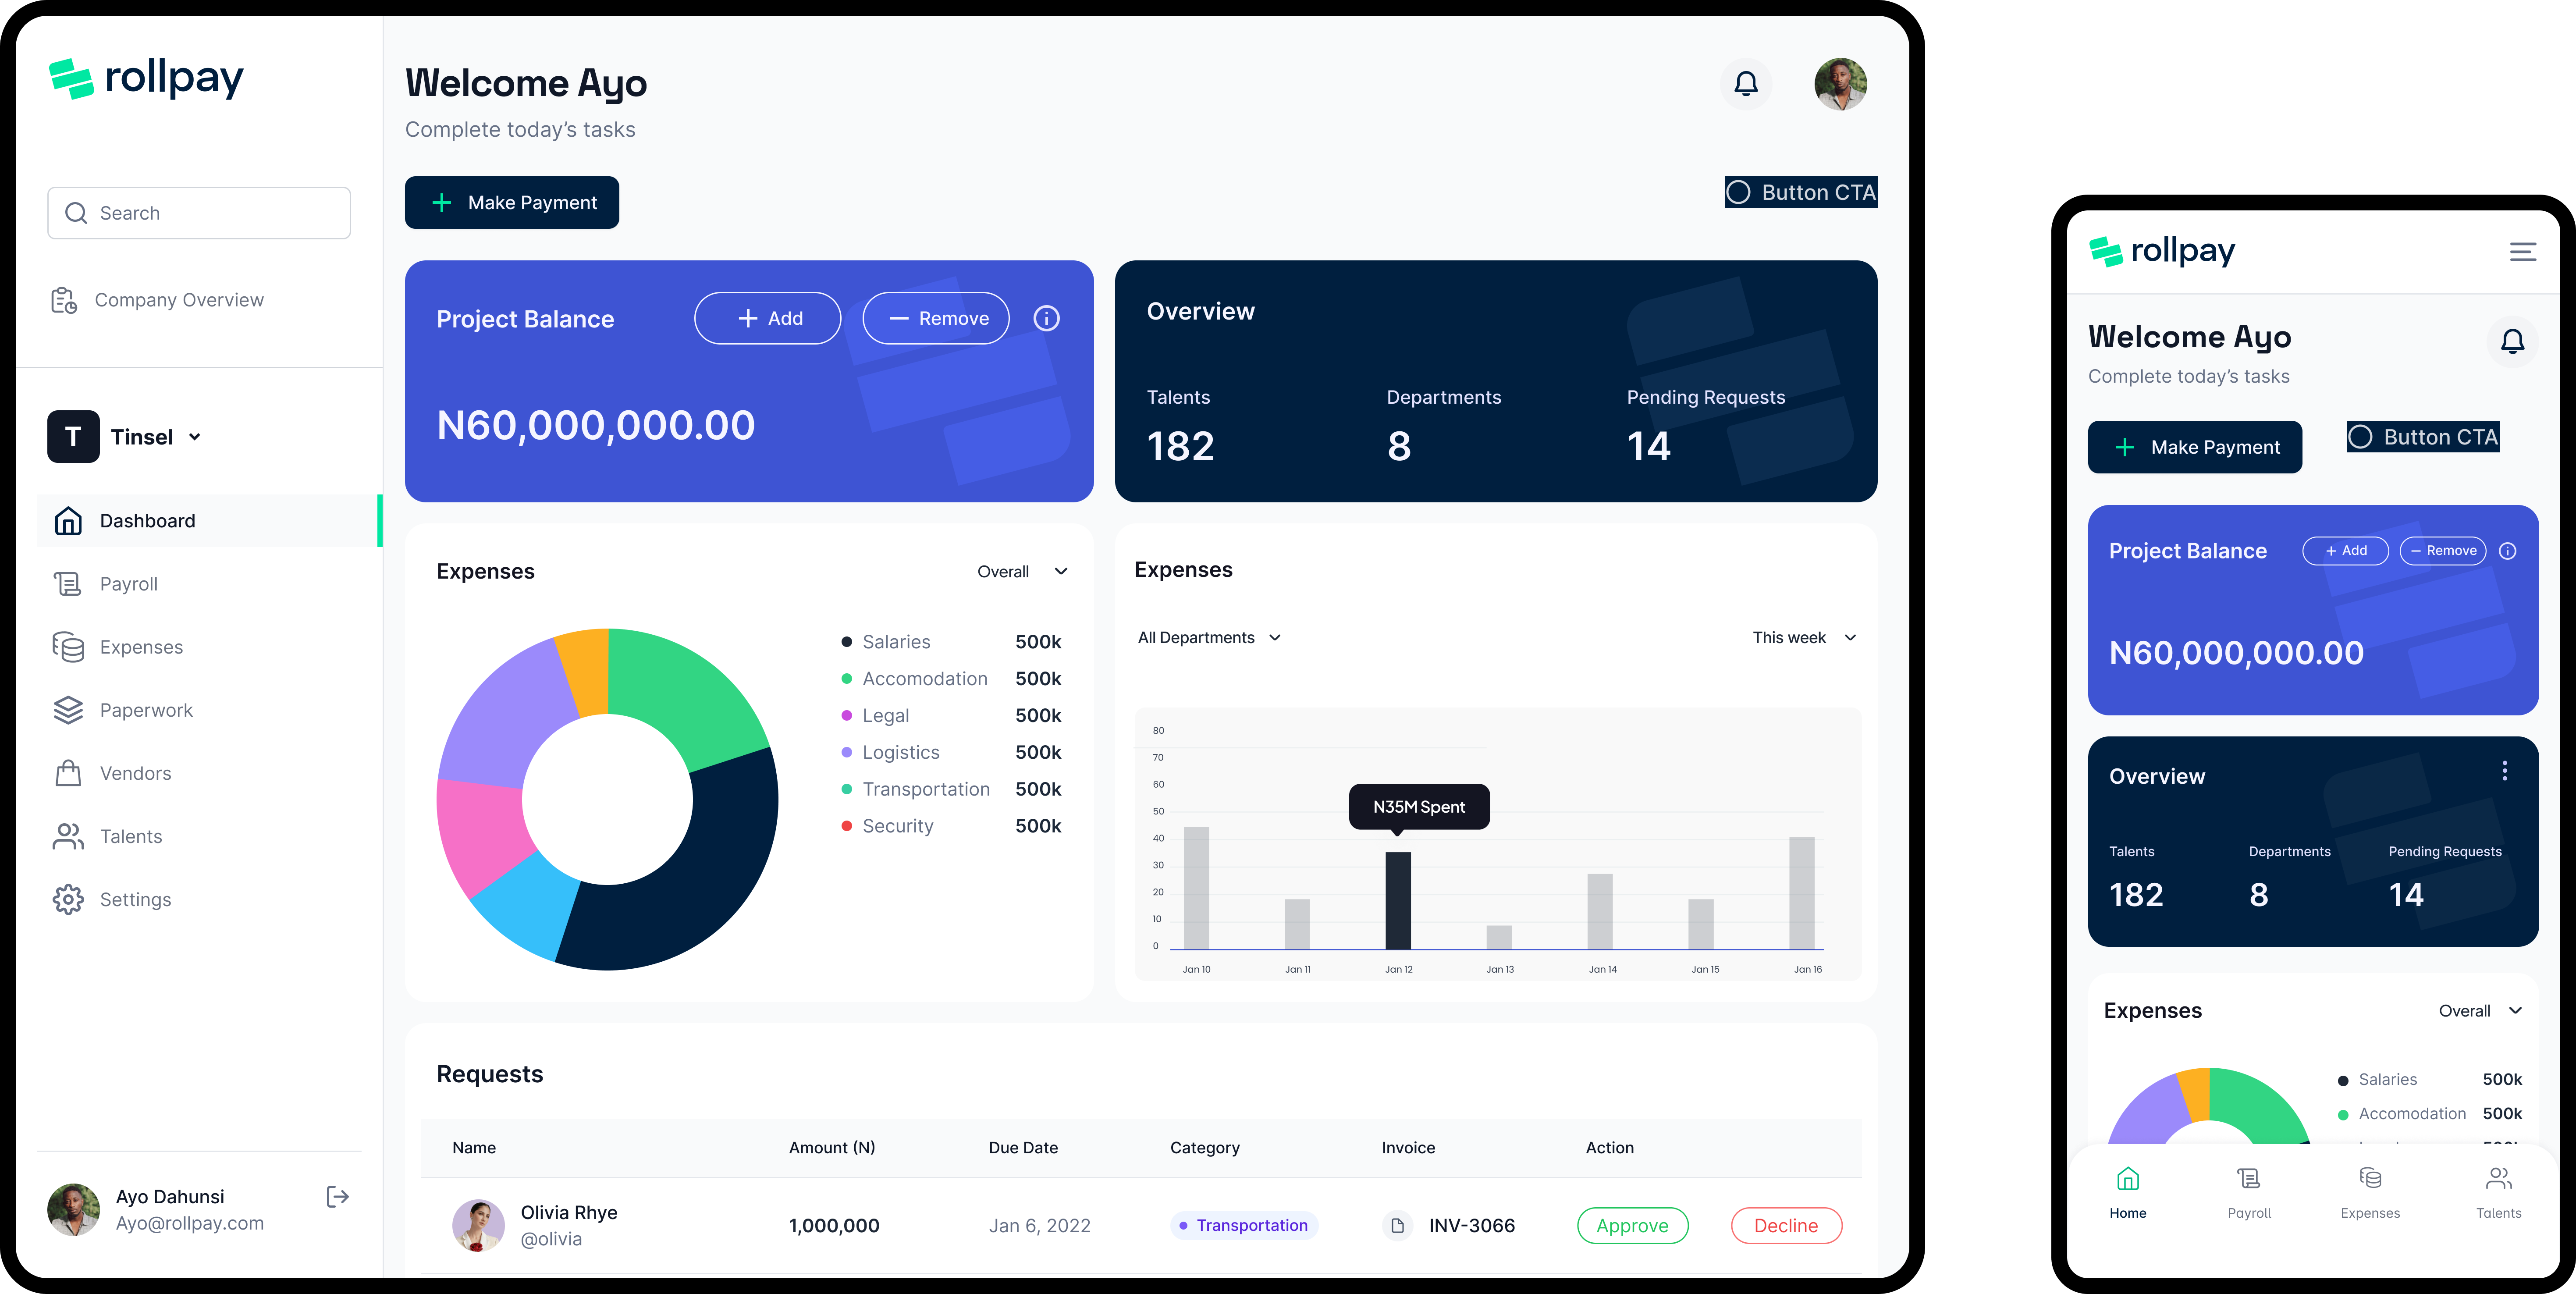 rollpay
Search
Company Overview
T Tinsel
Dashboard
Payroll
Expenses
Paperwork
Vendors
Talents
Settings
Ayo Dahunsi
Ayo@rollpay.com
Welcome Ayo
Complete today’s tasks
Make Payment
Button CTA
Project Balance
Add
Remove
N60,000,000.00
Overview
Talents Departments Pending Requests
182 8 14
Expenses
Overall
Salaries 500k
Accomodation 500k
Legal 500k
Logistics 500k
Transportation 500k
Security 500k
Expenses
All Departments
This week
80
70
60
50
40
30
20
10
0
N35M Spent
Jan 10 Jan 11 Jan 12 Jan 13 Jan 14 Jan 15 Jan 16
Requests
Name Amount (N) Due Date Category Invoice Action
Olivia Rhye
@olivia
1,000,000 Jan 6, 2022 Transportation INV-3066 Approve Decline
rollpay
Welcome Ayo
Complete today’s tasks
Make Payment
Button CTA
Project Balance
Add
Remove
N60,000,000.00
Overview
Talents Departments Pending Requests
182 8 14
Expenses
Overall
Salaries 500k
Accomodation 500k
Home Payroll Expenses Talents